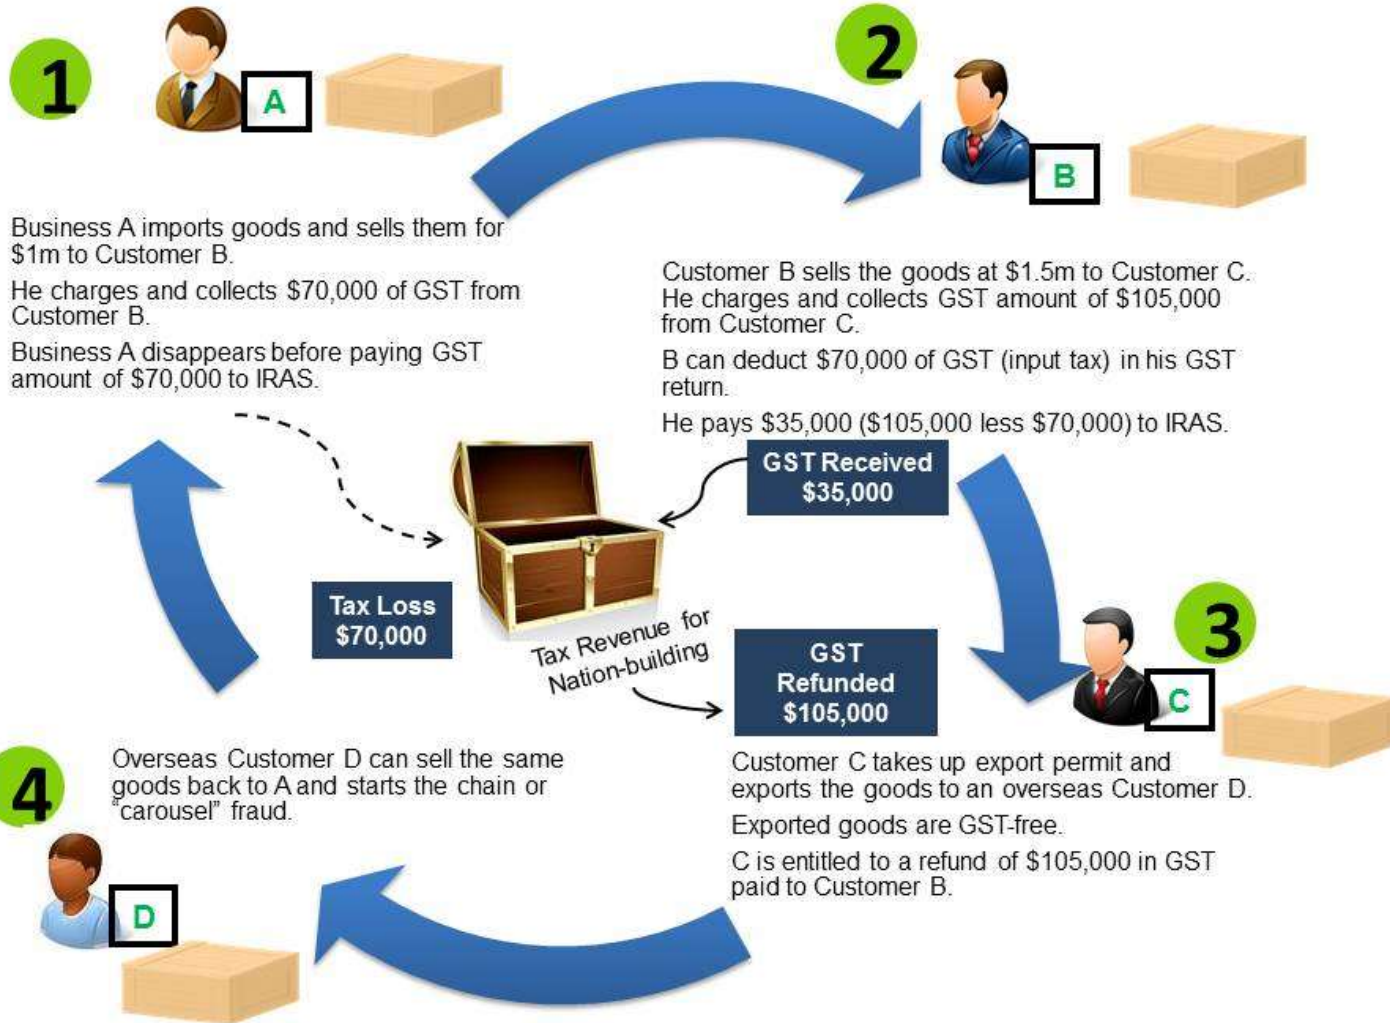 1
A
Business A imports goods and sells them for
$1m to Customer B.
He charges and collects $70,000 of GST from
Customer B.
Business A disappears before paying GST
amount of $70,000 to IRAS.
2
B
Customer B sells the goods at $1.5m to Customer C.
He charges and collects GST amount of $105,000
from Customer C.
B can deduct $70,000 of GST (input tax) in his GST
return.
He pays $35,000 ($105,000 less $70,000) to IRAS.
GST Received
$35,000
Tax Loss
$70,000
Tax Revenue for
Nation-building
GST
Refunded
$105,000
3
C
Customer C takes up export permit and
exports the goods to an overseas Customer D.
Exported goods are GST-free.
C is entitled to a refund of $105,000 in GST
paid to Customer B.
4
Overseas Customer D can sell the same
goods back to A and starts the chain or
“carousel” fraud.
D